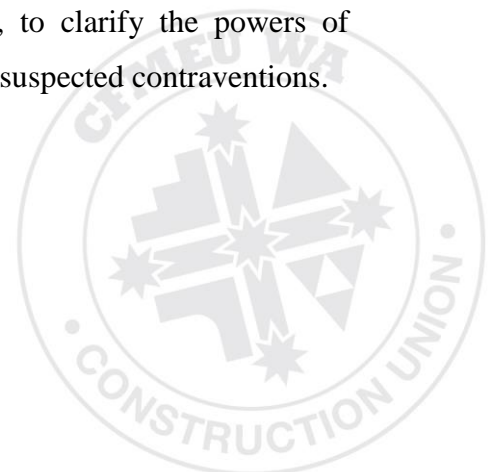 , to clarify the powers of
suspected contraventions.
CFMEU WA
• CONSTRUCTION UNION •